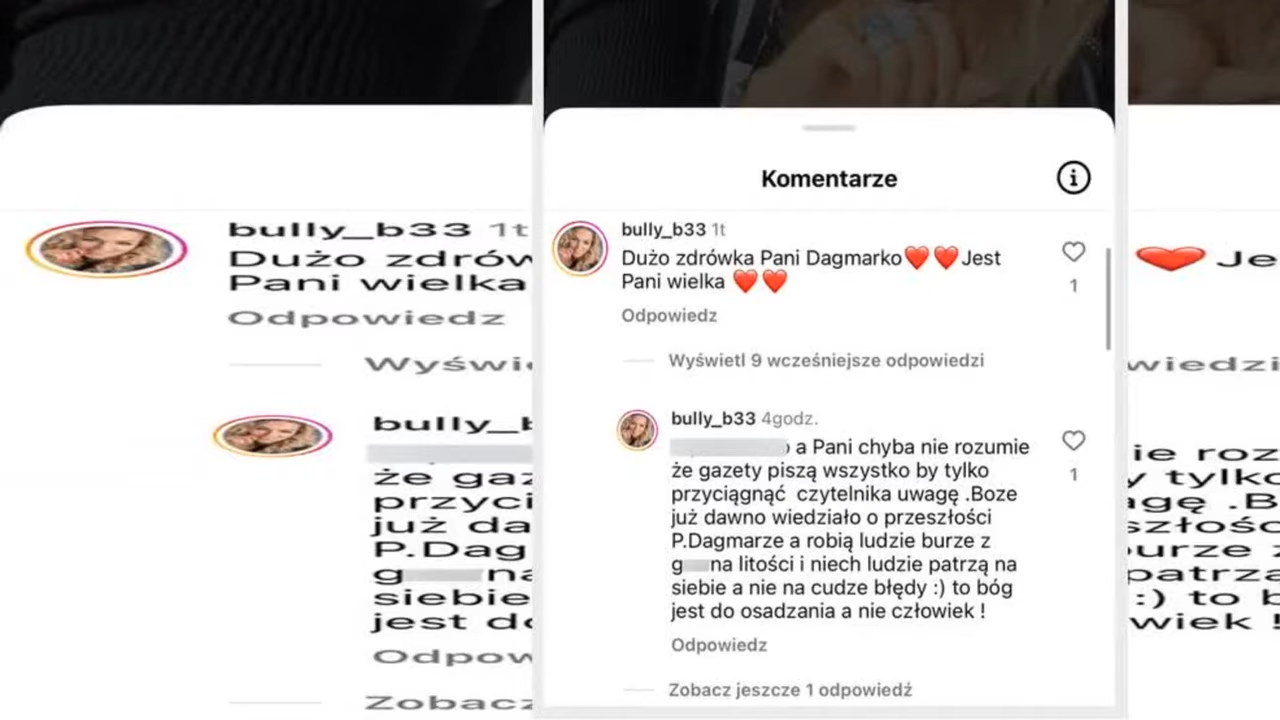 Komentarze
bully_b33 1t
Dużo zdrówka Pani Dagmarko❤️❤️Jest
Pani wielka ❤️❤️
1
Odpowiedz
Wyświetl 9 wcześniejsze odpowiedzi
bully_b33 4godz.
a Pani chyba nie rozumie
że gazety piszą wszystko by tylko
przyciągnąć czytelnika uwagę .Boze
już dawno wiedziało o przeszłości
P.Dagmarze a robią ludzie burze z
g na litości i niech ludzie patrzą na
siebie a nie na cudze błędy :) to bóg
jest do osadzania a nie człowiek !
1
Odpowiedz
Zobacz jeszcze 1 odpowiedź